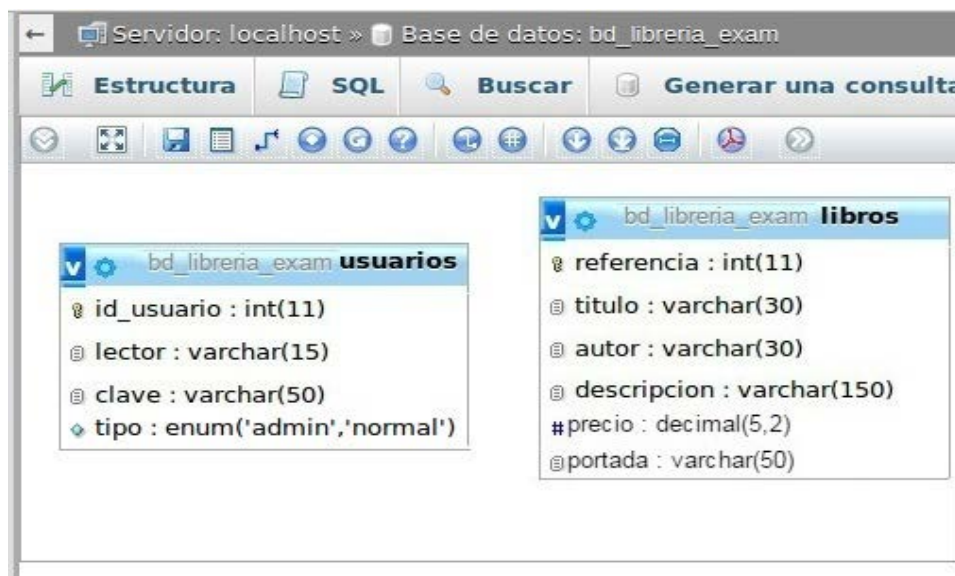 Servidor: localhost » Base de datos: bd_libreria_exam
Estructura SQL Buscar Generar una consulta
bd_libreria_exam usuarios
id_usuario : int(11)
lector : varchar(15)
clave : varchar(50)
tipo : enum('admin','normal')
bd_libreria_exam libros
referencia : int(11)
titulo : varchar(30)
autor : varchar(30)
descripcion : varchar(150)
# precio : decimal(5,2)
portada : varchar(50)